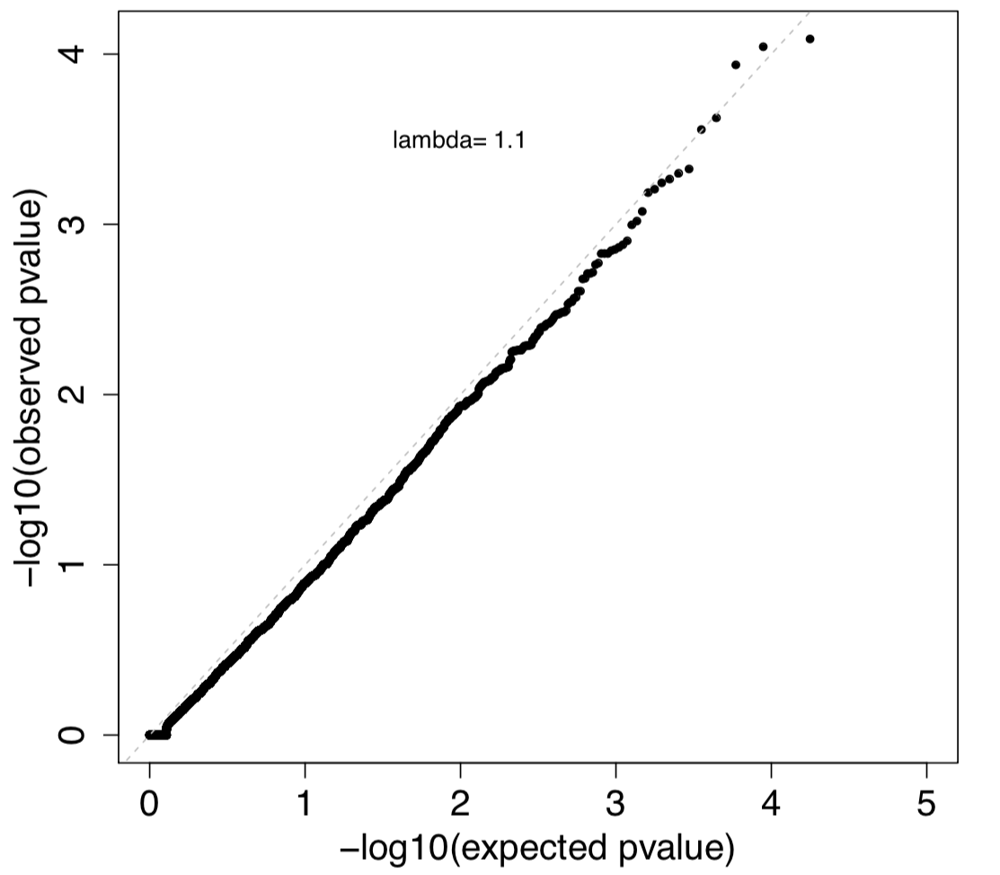 lambda= 1.1
−log10(observed pvalue)
4
3
2
1
0
0 1 2 3 4 5
−log10(expected pvalue)